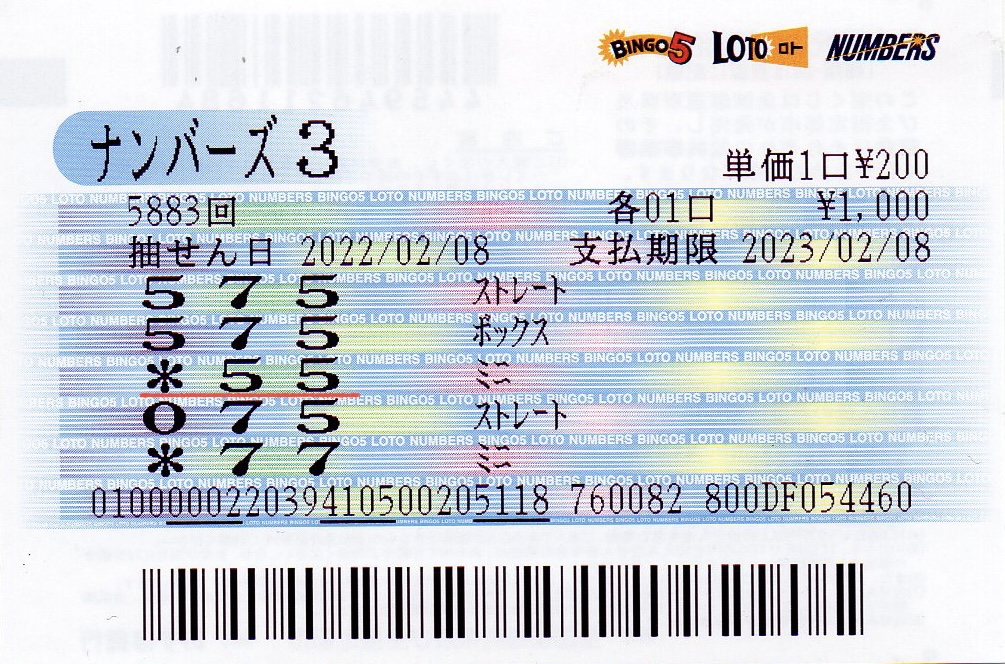 BINGO5 LOTO ロト NUMBERS
ナンバーズ3
単価1口¥200
5883回 各01口 ¥1,000
抽せん日 2022/02/08 支払期限 2023/02/08
5 7 5 ストレート
5 7 5 ボックス
* 5 5 ミニ
0 7 5 ストレート
* 7 7 ミニ
010000022039410500205118 760082 800DF054460